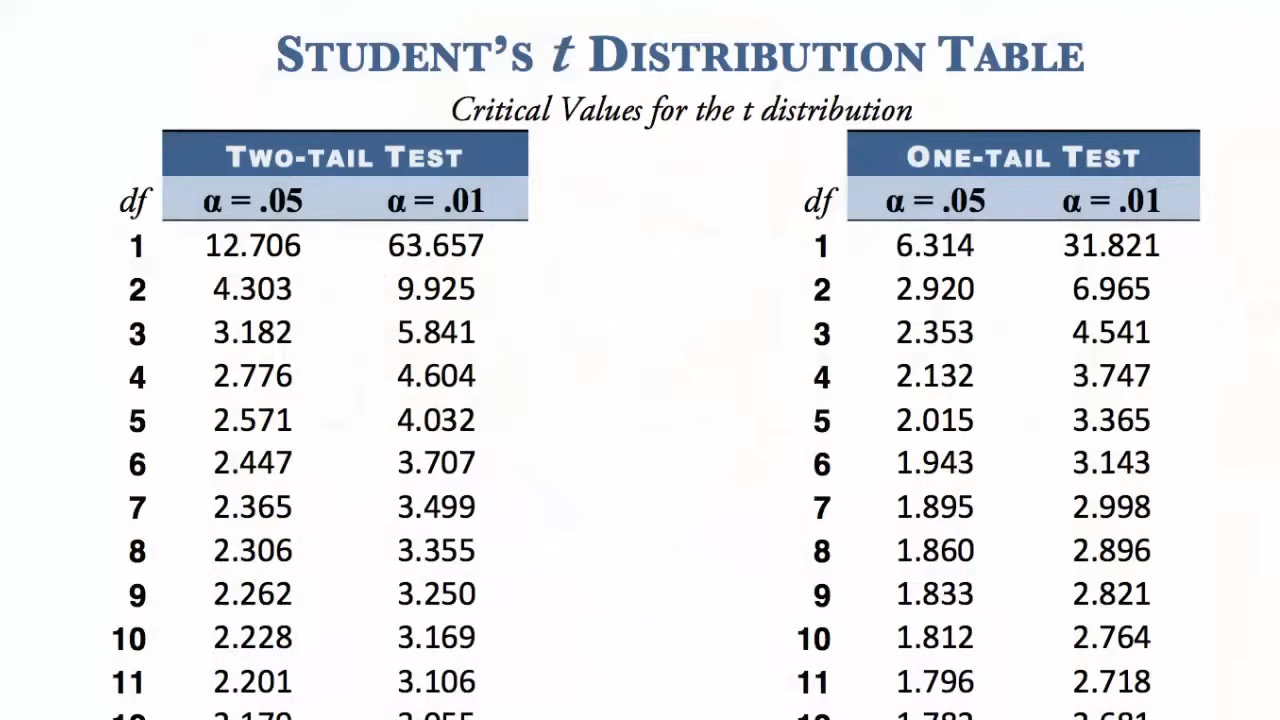 STUDENT'S t DISTRIBUTION TABLE
Critical Values for the t distribution
TWO-TAIL TEST ONE-TAIL TEST
df α = .05 α = .01 df α = .05 α = .01
1 12.706 63.657 1 6.314 31.821
2 4.303 9.925 2 2.920 6.965
3 3.182 5.841 3 2.353 4.541
4 2.776 4.604 4 2.132 3.747
5 2.571 4.032 5 2.015 3.365
6 2.447 3.707 6 1.943 3.143
7 2.365 3.499 7 1.895 2.998
8 2.306 3.355 8 1.860 2.896
9 2.262 3.250 9 1.833 2.821
10 2.228 3.169 10 1.812 2.764
11 2.201 3.106 11 1.796 2.718